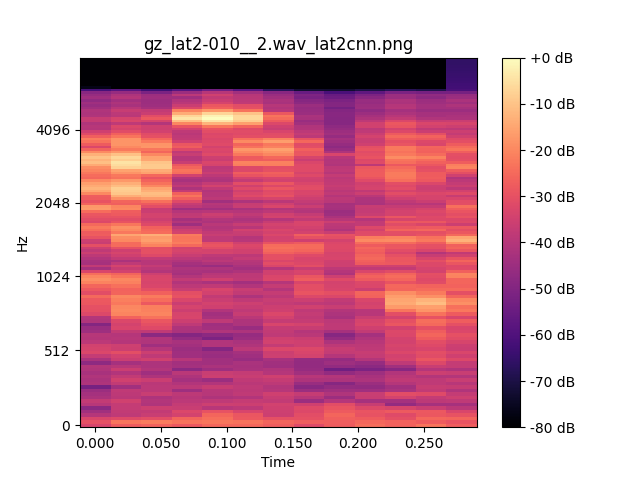 gz_lat2-010__2.wav_lat2cnn.png
Hz
4096
2048
1024
512
0
0.000 0.050 0.100 0.150 0.200 0.250
Time
+0 dB
-10 dB
-20 dB
-30 dB
-40 dB
-50 dB
-60 dB
-70 dB
-80 dB